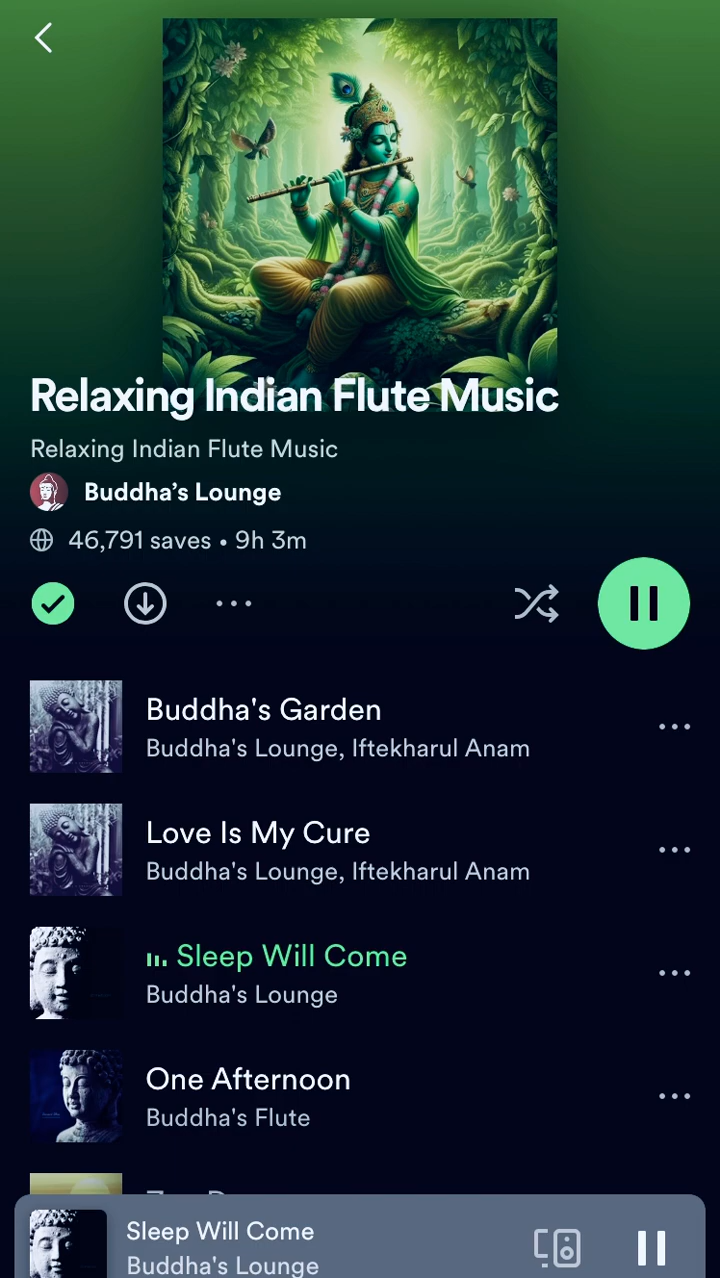 Relaxing Indian Flute Music
Relaxing Indian Flute Music
Buddha’s Lounge
46,791 saves • 9h 3m
Buddha's Garden
Buddha's Lounge, Iftekharul Anam
Love Is My Cure
Buddha's Lounge, Iftekharul Anam
Sleep Will Come
Buddha's Lounge
One Afternoon
Buddha's Flute
Sleep Will Come
Buddha's Lounge